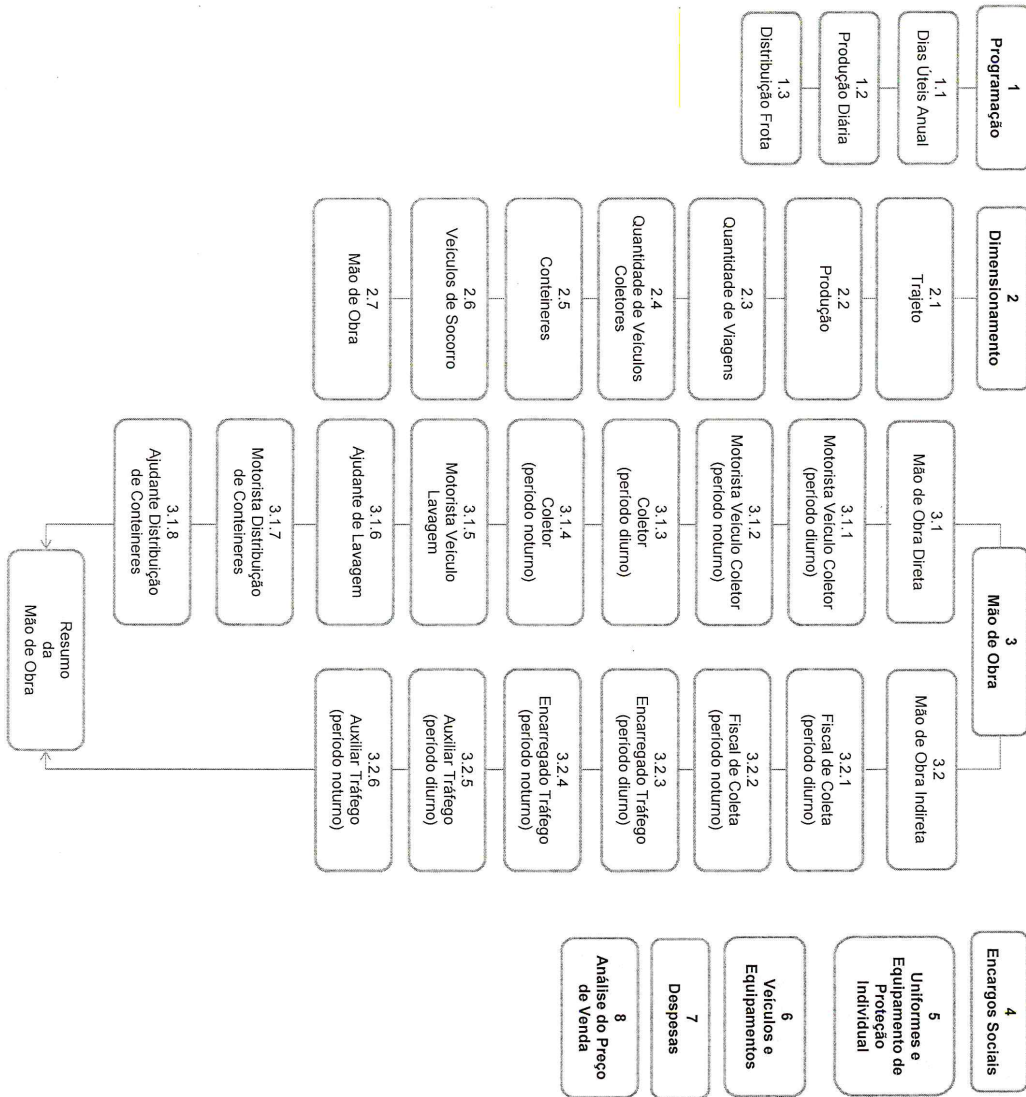 1
Programação
1.1
Dias Úteis Anual
1.2
Produção Diária
1.3
Distribuição Frota
2
Dimensionamento
2.1
Trajeto
2.2
Produção
2.3
Quantidade de Viagens
2.4
Quantidade de Veículos
Coletores
2.5
Conteineres
2.6
Veículos de Socorro
2.7
Mão de Obra
3
Mão de Obra
3.1
Mão de Obra Direta
3.1.1
Motorista Veículo Coletor
(período diurno)
3.1.2
Motorista Veículo Coletor
(período noturno)
3.1.3
Coletor
(período diurno)
3.1.4
Coletor
(período noturno)
3.1.5
Motorista Veículo
Lavagem
3.1.6
Ajudante de Lavagem
3.1.7
Motorista Distribuição
de Conteineres
3.1.8
Ajudante Distribuição
de Conteineres
3.2
Mão de Obra Indireta
3.2.1
Fiscal de Coleta
(período diurno)
3.2.2
Fiscal de Coleta
(período noturno)
3.2.3
Encarregado Tráfego
(período diurno)
3.2.4
Encarregado Tráfego
(período noturno)
3.2.5
Auxiliar Tráfego
(período diurno)
3.2.6
Auxiliar Tráfego
(período noturno)
Resumo
da
Mão de Obra
4
Encargos Sociais
5
Uniformes e
Equipamento de
Proteção
Individual
6
Veículos e
Equipamentos
7
Despesas
8
Análise do Preço
de Venda